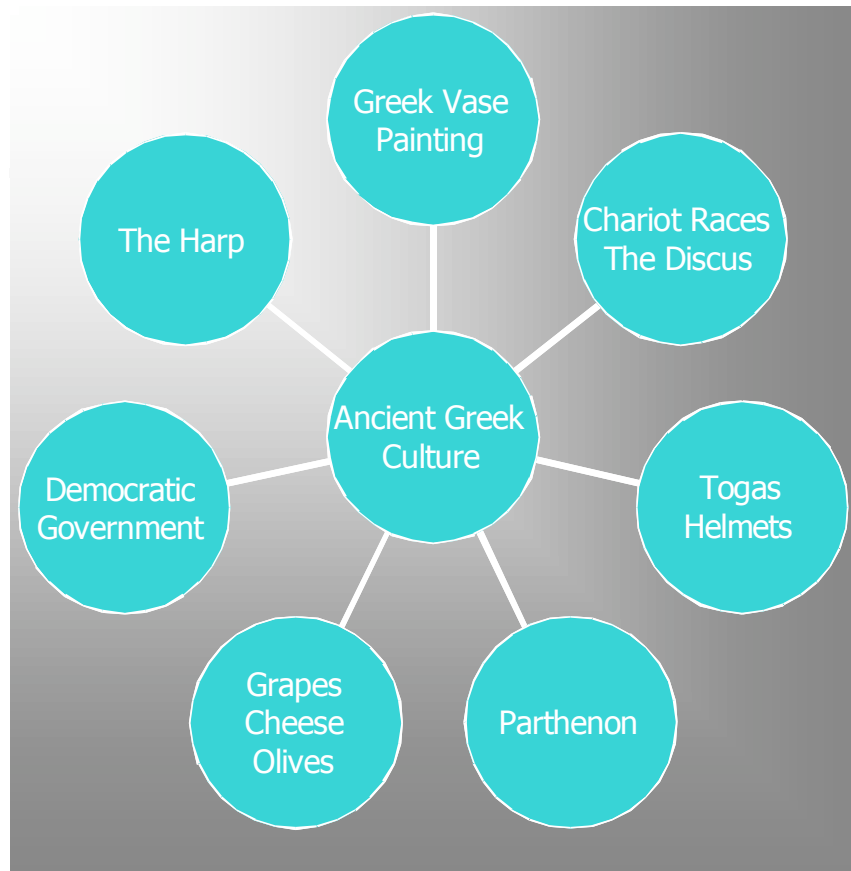 Greek Vase
Painting
The Harp
Chariot Races
The Discus
Ancient Greek
Culture
Democratic
Government
Togas
Helmets
Grapes
Cheese
Olives
Parthenon